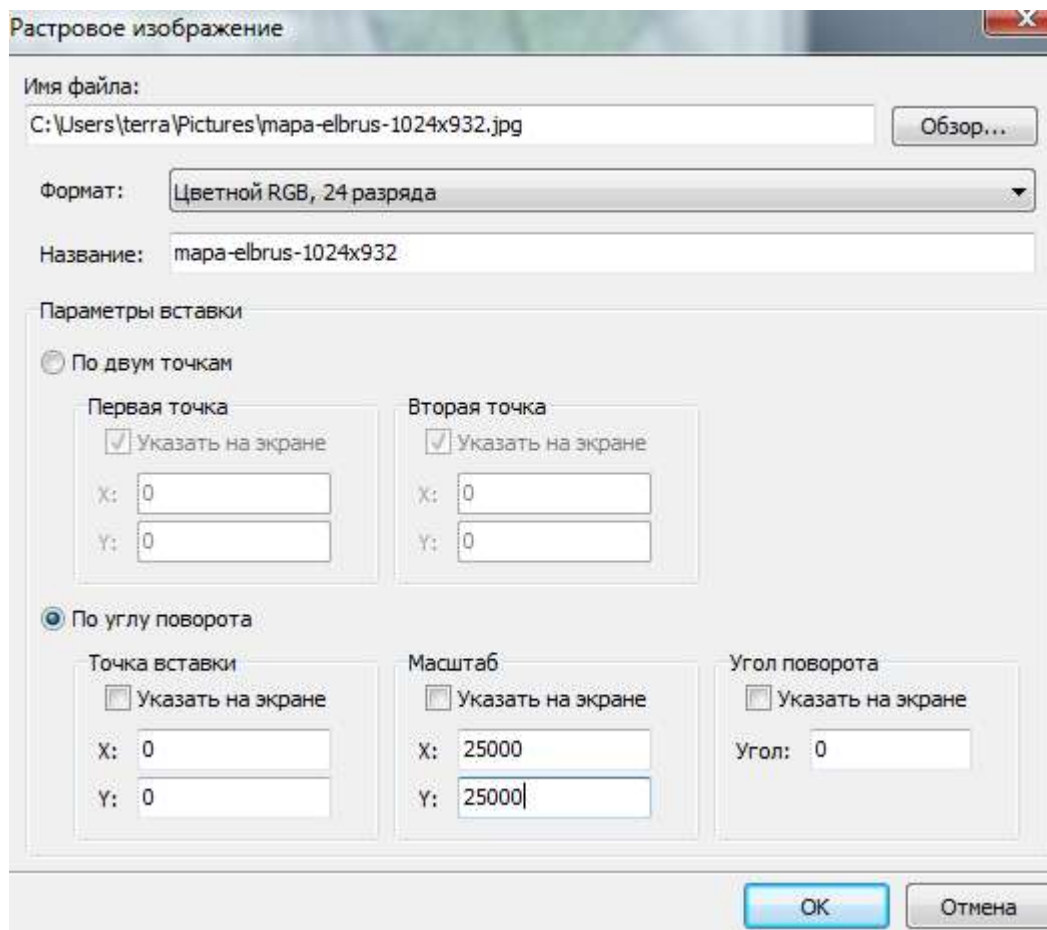 Растровое изображение
Имя файла:
C:\Users\terra\Pictures\mapa-elbrus-1024x932.jpg
Обзор...
Формат: Цветной RGB, 24 разряда
Название: mapa-elbrus-1024x932
Параметры вставки
По двум точкам
Первая точка Вторая точка
Указать на экране Указать на экране
X: 0 X: 0
Y: 0 Y: 0
По углу поворота
Точка вставки Масштаб Угол поворота
Указать на экране Указать на экране Указать на экране
X: 0 X: 25000 Угол: 0
Y: 0 Y: 25000
OK Отмена